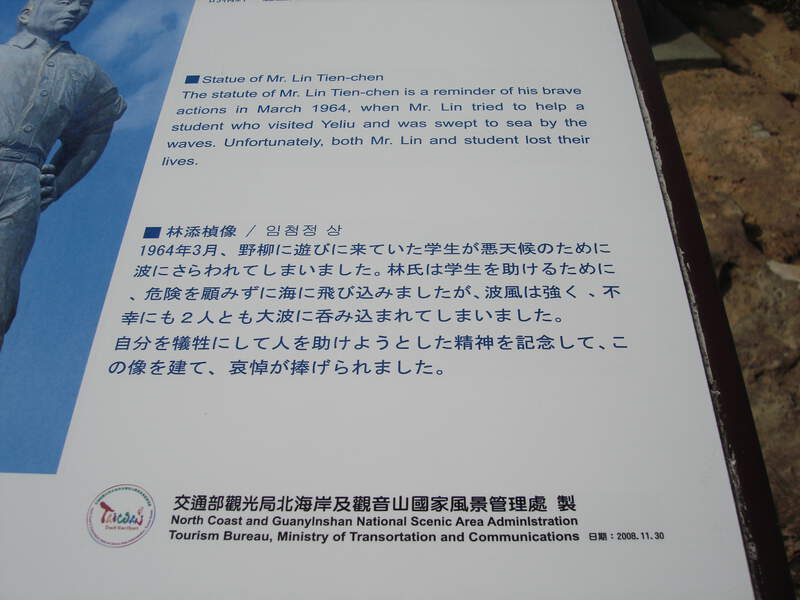 ■ Statue of Mr. Lin Tien-chen
The statute of Mr. Lin Tien-chen is a reminder of his brave
actions in March 1964, when Mr. Lin tried to help a
student who visited Yeliu and was swept to sea by the
waves. Unfortunately, both Mr. Lin and student lost their
lives.
■ 林添楨像 / 임첨정 상
1964年3月、野柳に遊びに来ていた学生が悪天候のために
波にさらわれてしまいました。林氏は学生を助けるために
、危険を顧みずに海に飛び込みましたが、波風は強く、不
幸にも２人とも大波に呑み込まれてしまいました。
自分を犠牲にして人を助けようとした精神を記念して、こ
の像を建て、哀悼が捧げられました。
TAIWAN
交通部觀光局北海岸及觀音山國家風景管理處 製
North Coast and GuanyInshan National Scenic Area AdminIstration
Tourism Bureau, Ministry of Transortation and Communications 日期：2008.11.30